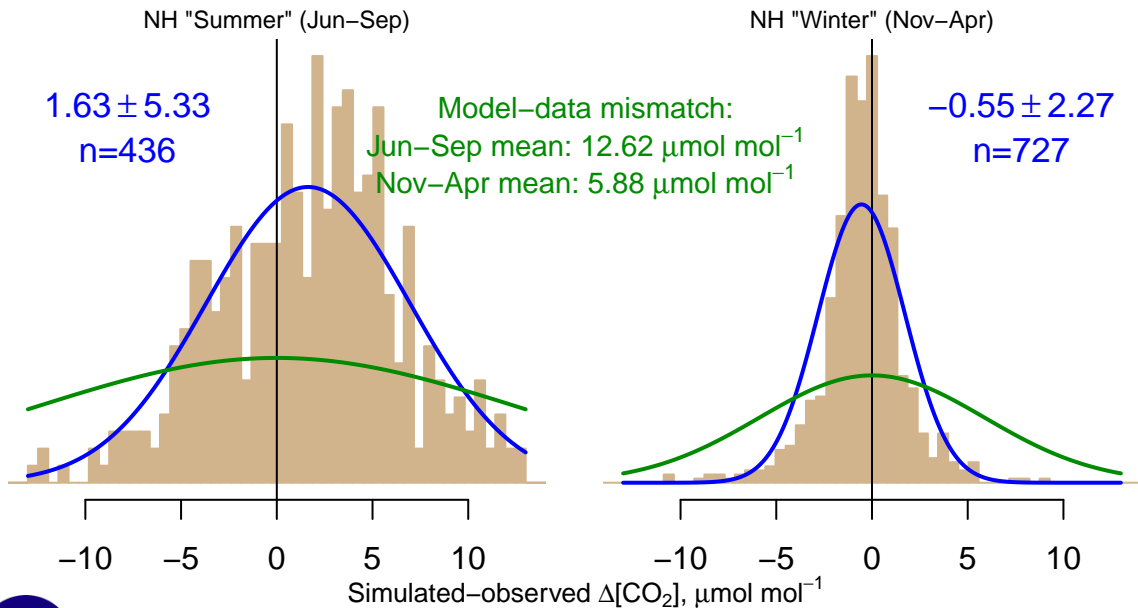 NH "Summer" (Jun−Sep)
1.63 ± 5.33
n=436
Model−data mismatch:
Jun−Sep mean: 12.62 μmol mol⁻¹
Nov−Apr mean: 5.88 μmol mol⁻¹
NH "Winter" (Nov−Apr)
−0.55 ± 2.27
n=727
−10 −5 0 5 10
−10 −5 0 5 10
Simulated−observed Δ[CO₂], μmol mol⁻¹